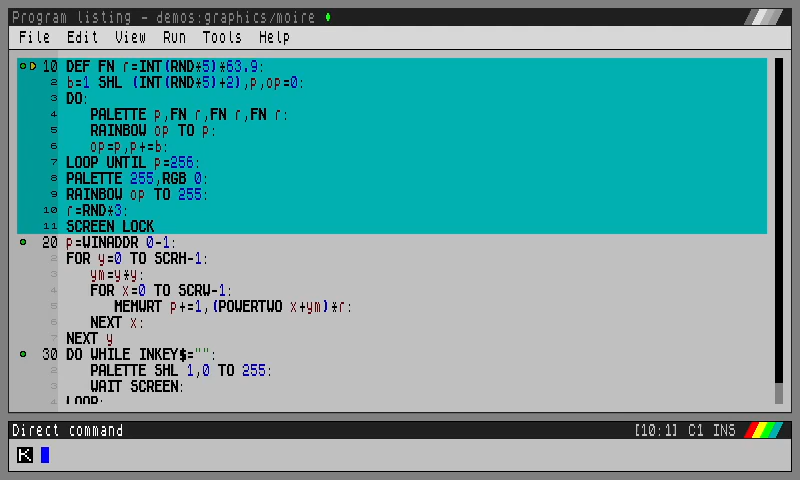 Program listing – demos:graphics/moire
File Edit View Run Tools Help
10 DEF FN r=INT(RND*5)*63.9:
2 b=1 SHL (INT(RND*5)+2),p,op=0:
3 DO:
4 PALETTE p,FN r,FN r,FN r:
5 RAINBOW op TO p:
6 op=p,p+=b:
7 LOOP UNTIL p=256:
8 PALETTE 255,RGB 0:
9 RAINBOW op TO 255:
10 r=RND*3:
11 SCREEN LOCK
20 p=WINADDR 0-1:
2 FOR y=0 TO SCRH-1:
3 ym=y*y:
4 FOR x=0 TO SCRW-1:
5 MEMWRT p+=1,(POWERTWO x+ym)*r:
6 NEXT x:
7 NEXT y
30 DO WHILE INKEY$="":
2 PALETTE SHL 1,0 TO 255:
3 WAIT SCREEN:
4 LOOP:
Direct command [10:1] C1 INS
K